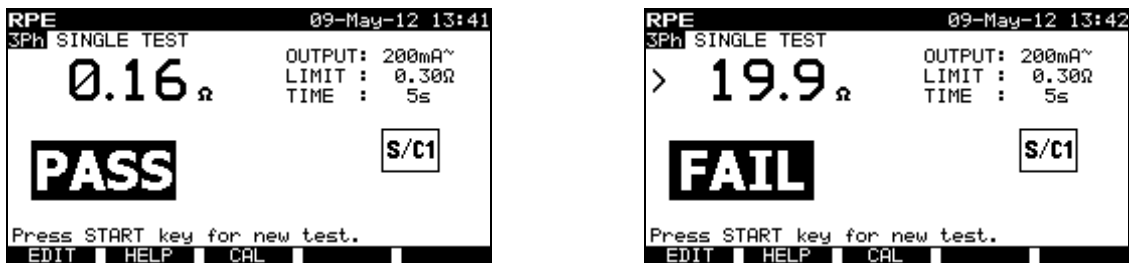 RPE 09-May-12 13:41
3Ph SINGLE TEST
0.16 Ω
OUTPUT: 200mA~
LIMIT : 0.30Ω
TIME : 5s
S/C1
PASS
Press START key for new test.
EDIT HELP CAL
RPE 09-May-12 13:42
3Ph SINGLE TEST
> 19.9 Ω
OUTPUT: 200mA~
LIMIT : 0.30Ω
TIME : 5s
S/C1
FAIL
Press START key for new test.
EDIT HELP CAL